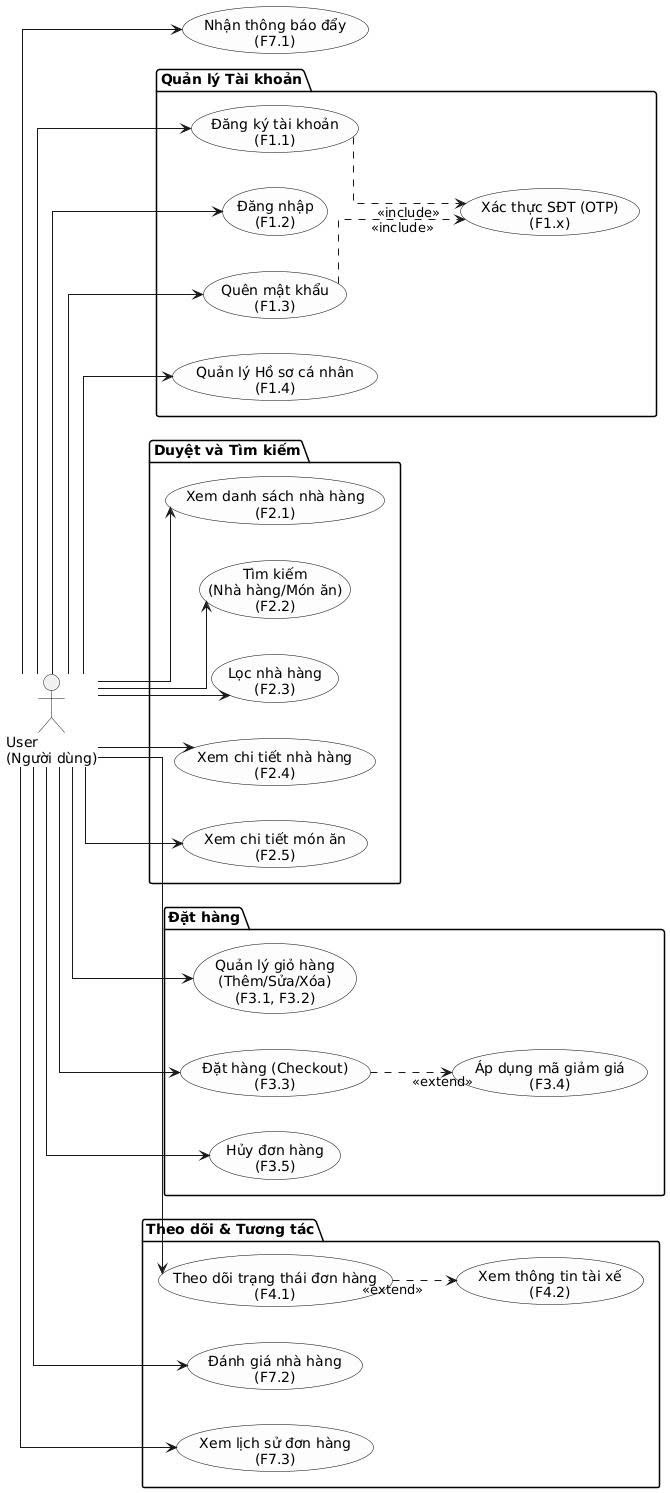 Nhận thông báo đẩy
(F7.1)
Quản lý Tài khoản
Đăng ký tài khoản
(F1.1)
Đăng nhập
(F1.2)
Xác thực SĐT (OTP)
(F1.x)
«include»
«include»
Quên mật khẩu
(F1.3)
Quản lý Hồ sơ cá nhân
(F1.4)
Duyệt và Tìm kiếm
Xem danh sách nhà hàng
(F2.1)
Tìm kiếm
(Nhà hàng/Món ăn)
(F2.2)
Lọc nhà hàng
(F2.3)
User
(Người dùng)
Xem chi tiết nhà hàng
(F2.4)
Xem chi tiết món ăn
(F2.5)
Đặt hàng
Quản lý giỏ hàng
(Thêm/Sửa/Xóa)
(F3.1, F3.2)
Đặt hàng (Checkout)
(F3.3)
«extend»
Áp dụng mã giảm giá
(F3.4)
Hủy đơn hàng
(F3.5)
Theo dõi & Tương tác
Theo dõi trạng thái đơn hàng
(F4.1)
«extend»
Xem thông tin tài xế
(F4.2)
Đánh giá nhà hàng
(F7.2)
Xem lịch sử đơn hàng
(F7.3)